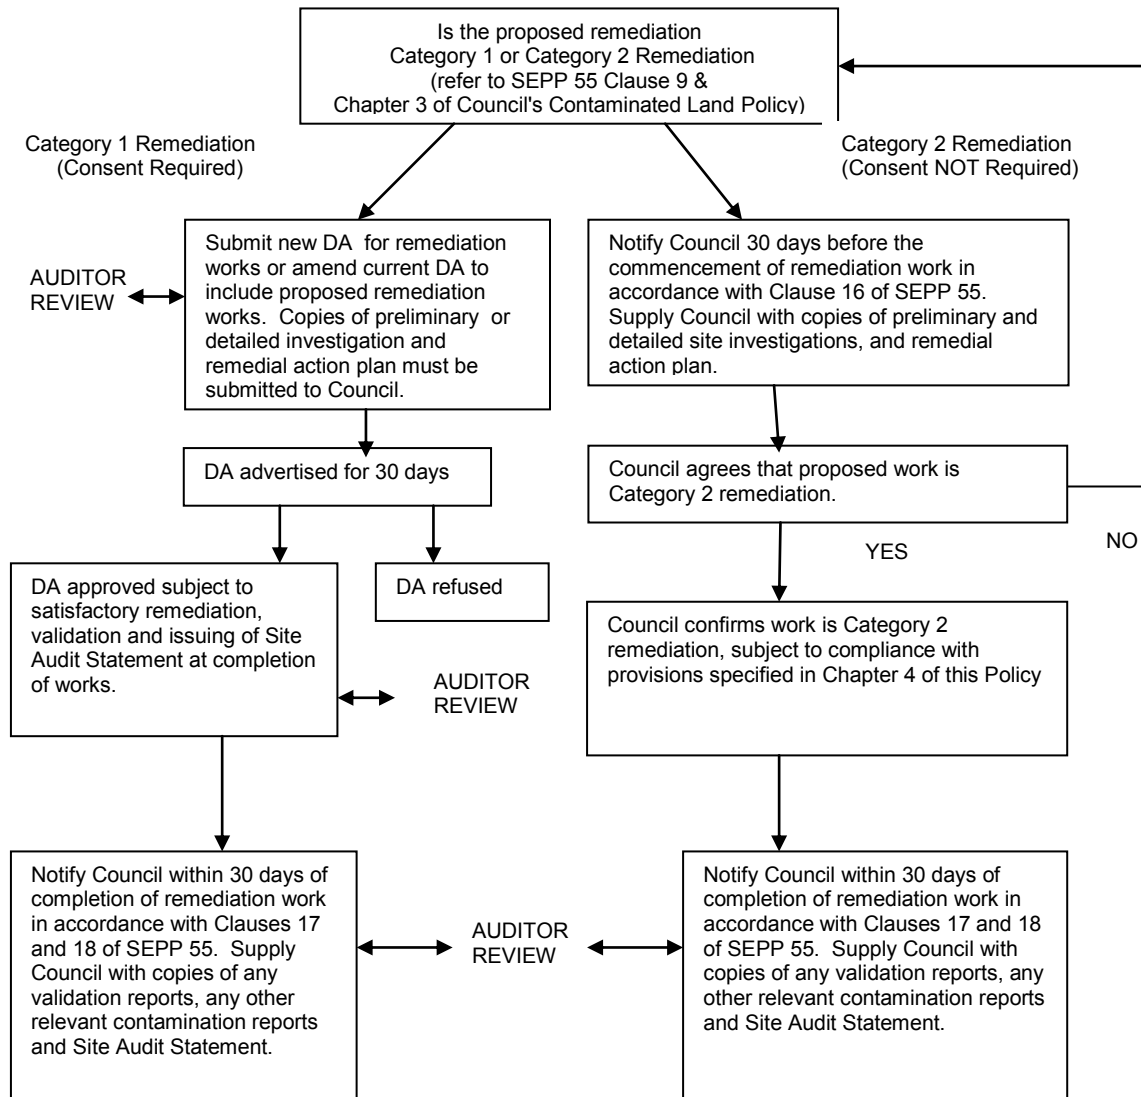 Is the proposed remediation
Category 1 or Category 2 Remediation
(refer to SEPP 55 Clause 9 &
Chapter 3 of Council's Contaminated Land Policy)
Category 1 Remediation
(Consent Required)
Category 2 Remediation
(Consent NOT Required)
AUDITOR
REVIEW
Submit new DA for remediation
works or amend current DA to
include proposed remediation
works. Copies of preliminary or
detailed investigation and
remedial action plan must be
submitted to Council.
Notify Council 30 days before the
commencement of remediation work in
accordance with Clause 16 of SEPP 55.
Supply Council with copies of preliminary and
detailed site investigations, and remedial
action plan.
DA advertised for 30 days
Council agrees that proposed work is
Category 2 remediation.
YES
NO
DA approved subject to
satisfactory remediation,
validation and issuing of Site
Audit Statement at completion
of works.
DA refused
AUDITOR
REVIEW
Council confirms work is Category 2
remediation, subject to compliance with
provisions specified in Chapter 4 of this Policy
Notify Council within 30 days of
completion of remediation work
in accordance with Clauses 17
and 18 of SEPP 55. Supply
Council with copies of any
validation reports, any other
relevant contamination reports
and Site Audit Statement.
AUDITOR
REVIEW
Notify Council within 30 days of
completion of remediation work in
accordance with Clauses 17 and 18
of SEPP 55. Supply Council with
copies of any validation reports, any
other relevant contamination reports
and Site Audit Statement.